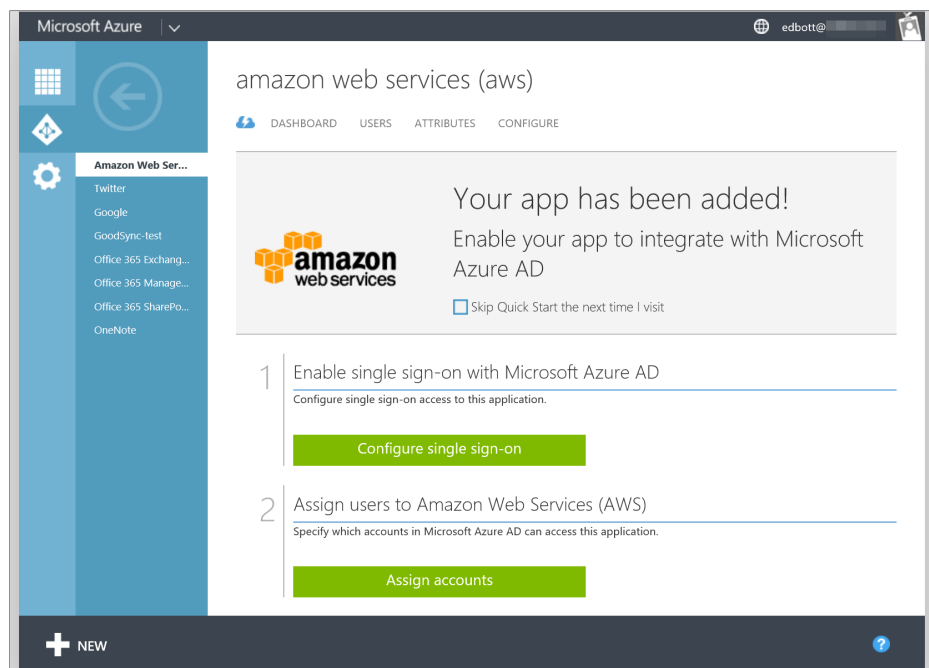 Microsoft Azure
edbott@
amazon web services (aws)
DASHBOARD USERS ATTRIBUTES CONFIGURE
Amazon Web Ser...
Twitter
Google
GoodSync-test
Office 365 Exchang...
Office 365 Manage...
Office 365 SharePo...
OneNote
amazon
web services
Your app has been added!
Enable your app to integrate with Microsoft
Azure AD
Skip Quick Start the next time I visit
1 Enable single sign-on with Microsoft Azure AD
Configure single sign-on access to this application.
Configure single sign-on
2 Assign users to Amazon Web Services (AWS)
Specify which accounts in Microsoft Azure AD can access this application.
Assign accounts
NEW
?